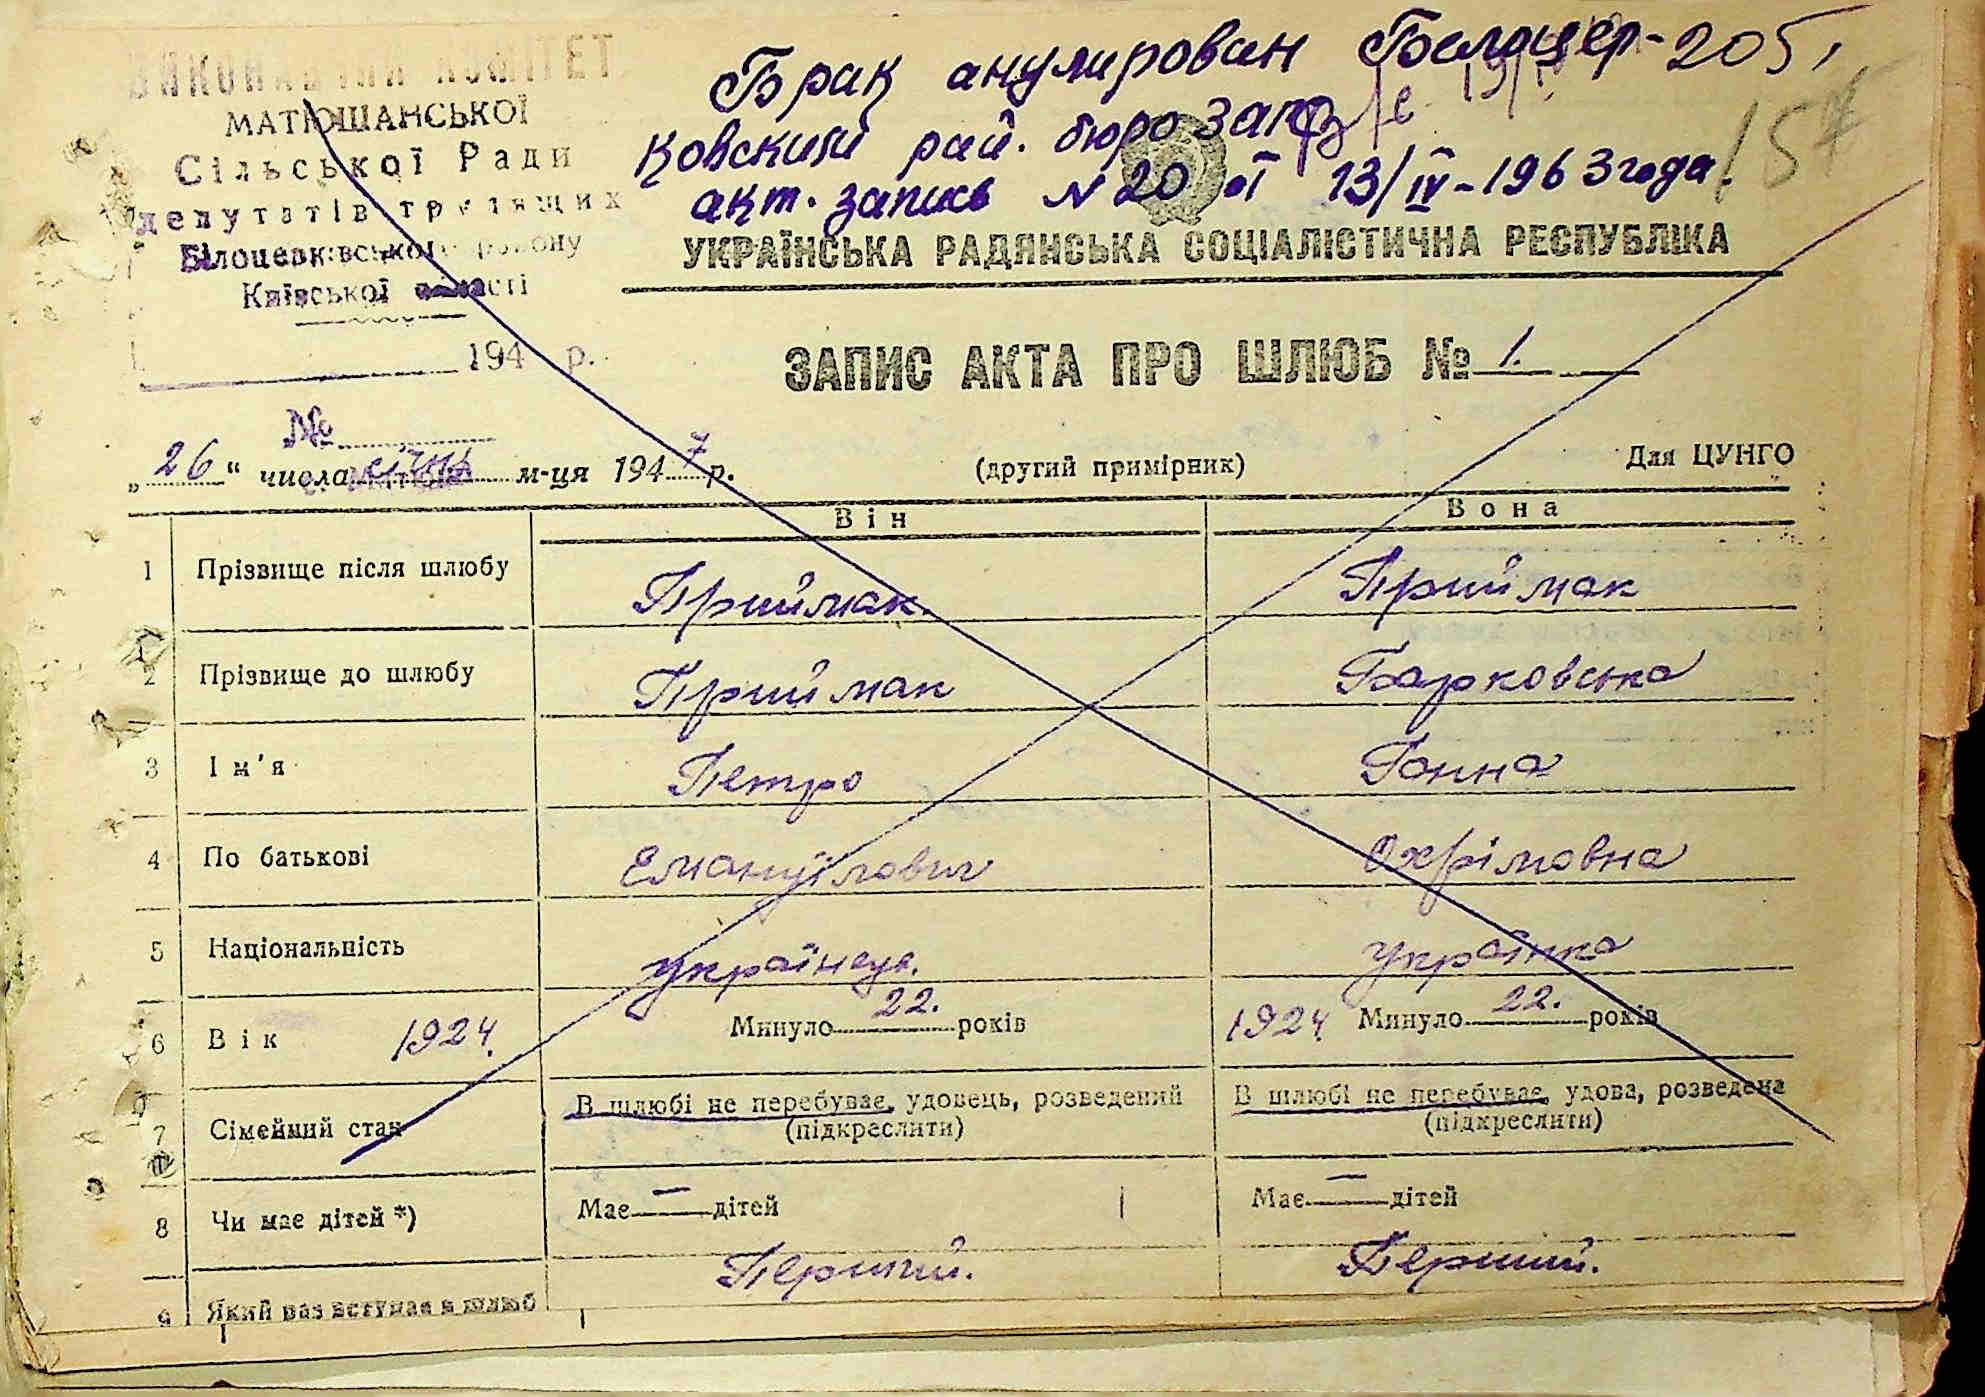 ВИКОНАВЧИЙ КОМІТЕТ
МАТЮШАНСЬКОЇ
Сільської Ради
депутатів трудящих
Білоцерківського району
Київської області
194 р.
№
Брак анулирован Белоцер-
ковский рай. бюро загс
акт. запись N 20 от 13/IV-1963 года.
205
15
УКРАЇНСЬКА РАДЯНСЬКА СОЦІАЛІСТИЧНА РЕСПУБЛІКА
ЗАПИС АКТА ПРО ШЛЮБ № 1.
„26“ числа січня м-ця 1947 р. (другий примірник) Для ЦУНГО
Він Вона
1 Прізвище після шлюбу Приймак Приймак
2 Прізвище до шлюбу Приймак Барковська
3 Ім'я Петро Ганна
4 По батькові Емануїлович Охрімовна
5 Національність Українець. Українка
6 Вік 1924. Минуло 22. років 1924. Минуло 22. років
7 Сімейний стан В шлюбі не перебуває, удовець, розведений (підкреслити) В шлюбі не перебуває, удова, розведена (підкреслити)
8 Чи має дітей *) Має — дітей Має — дітей
9 Який раз вступає в шлюб Перший. Перший.